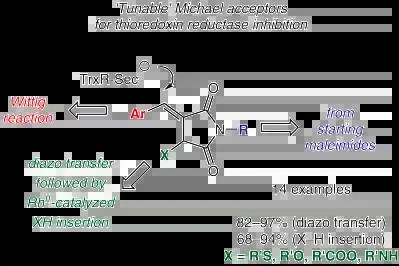 'Tunable' Michael acceptors
for thioredoxin reductase inhibition
TrxR Sec
Wittig
reaction
Ar
O
N
R
from
starting
maleimides
X
O
diazo transfer
followed by
Rhᴵᴵ-catalyzed
XH insertion
14 examples
82–97% (diazo transfer)
68–94% (X–H insertion)
X = R'S, R'O, R'COO, R'NH